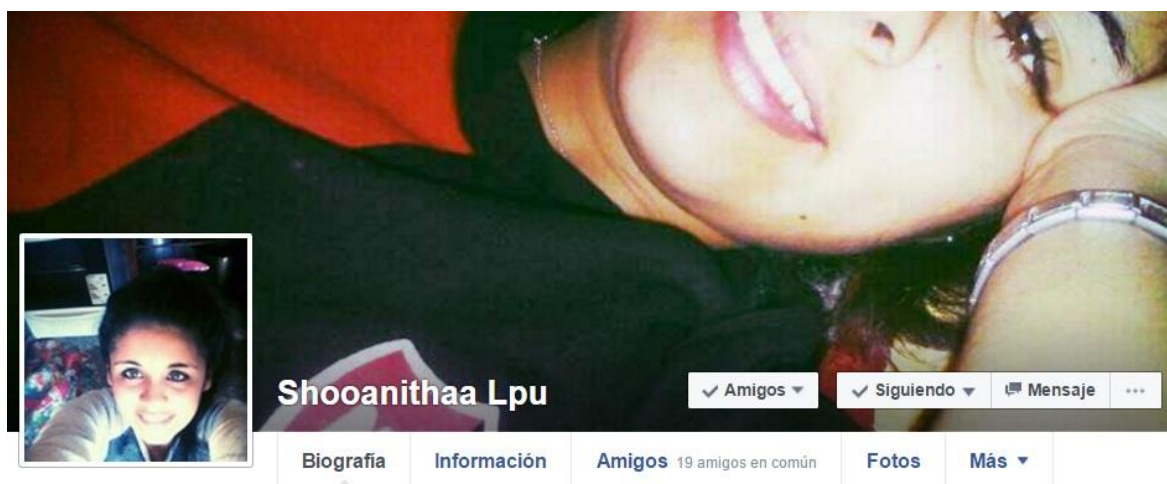 Shooanithaa Lpu
Amigos Siguiendo Mensaje
Biografía Información Amigos 19 amigos en común Fotos Más